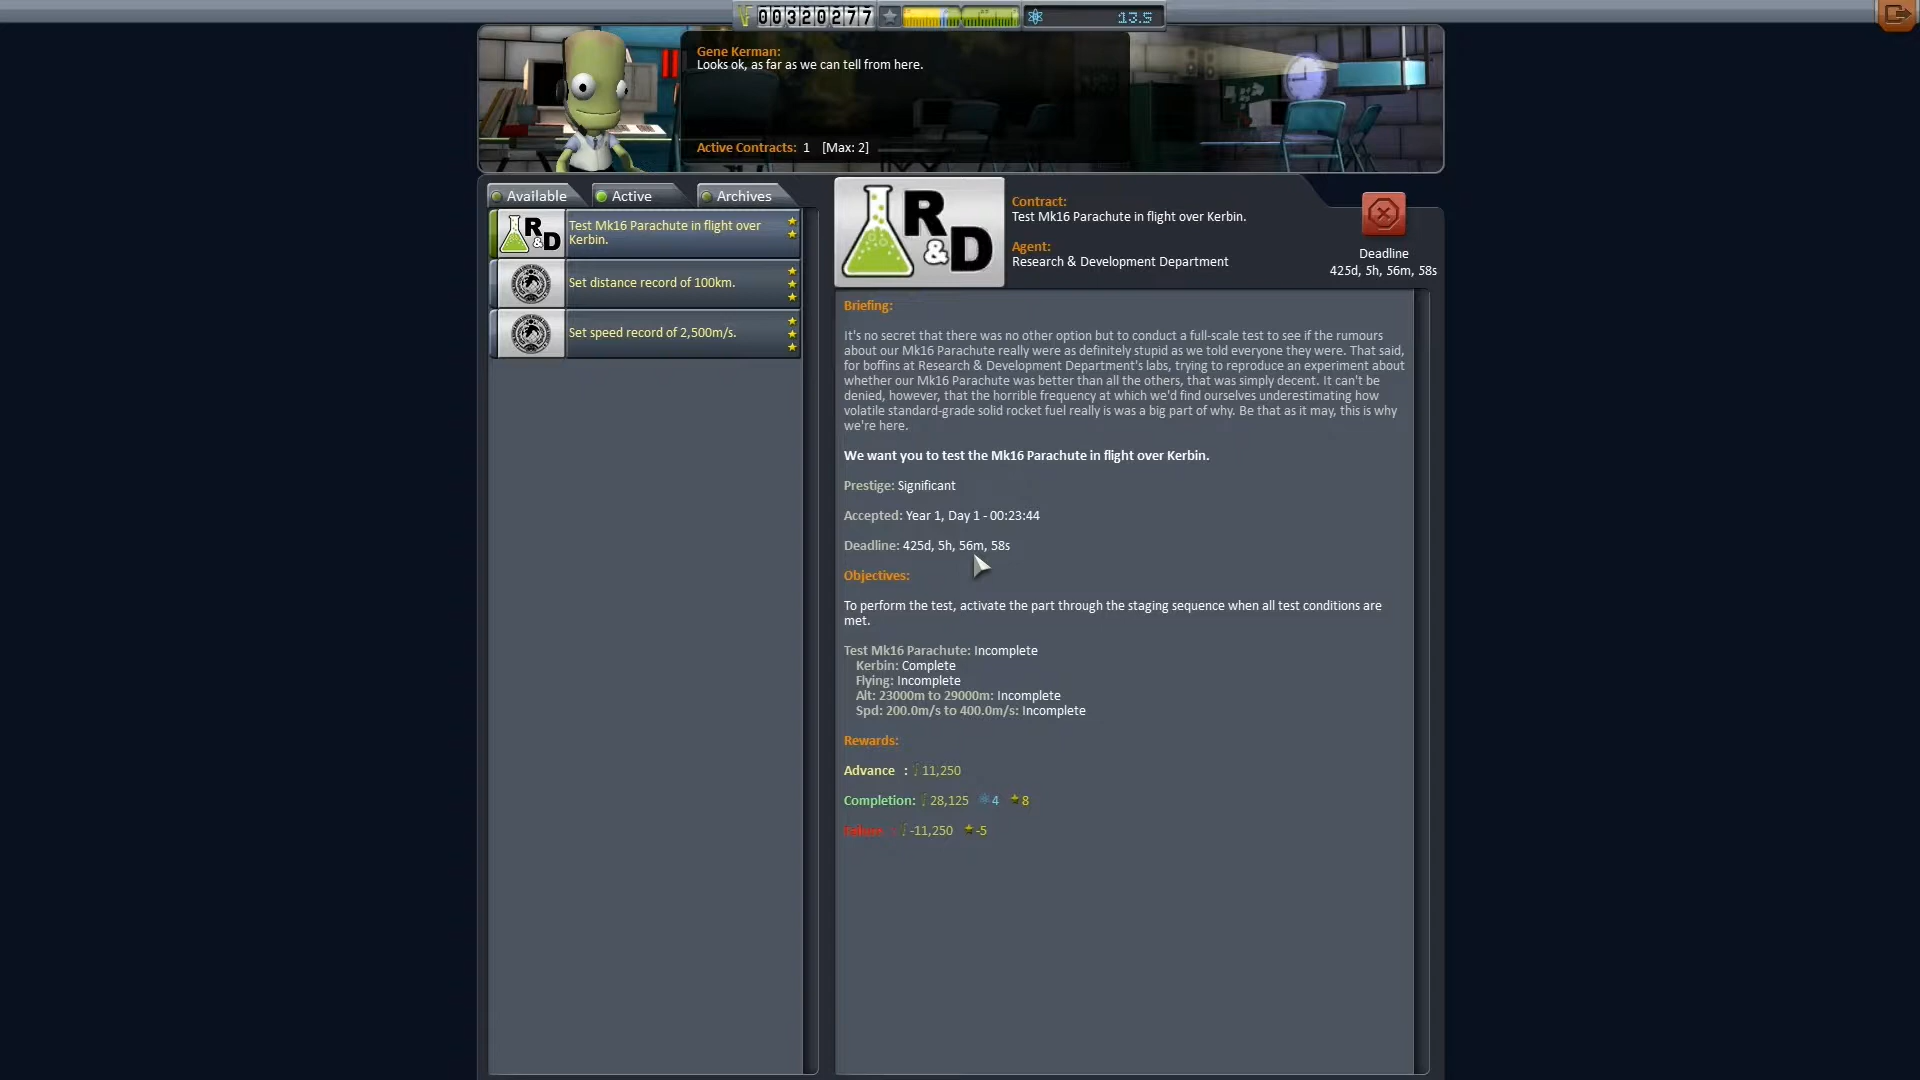 00320277
13.5
Gene Kerman:
Looks ok, as far as we can tell from here.
Active Contracts: 1 [Max: 2]
Available
Active
Archives
R&D
Test Mk16 Parachute in flight over
Kerbin.
Set distance record of 100km.
Set speed record of 2,500m/s.
R
&D
Contract:
Test Mk16 Parachute in flight over Kerbin.
Agent:
Research & Development Department
Deadline
425d, 5h, 56m, 58s
Briefing:
It's no secret that there was no other option but to conduct a full-scale test to see if the rumours
about our Mk16 Parachute really were as definitely stupid as we told everyone they were. That said,
for boffins at Research & Development Department's labs, trying to reproduce an experiment about
whether our Mk16 Parachute was better than all the others, that was simply decent. It can't be
denied, however, that the horrible frequency at which we'd find ourselves underestimating how
volatile standard-grade solid rocket fuel really is was a big part of why. Be that as it may, this is why
we're here.
We want you to test the Mk16 Parachute in flight over Kerbin.
Prestige: Significant
Accepted: Year 1, Day 1 - 00:23:44
Deadline: 425d, 5h, 56m, 58s
Objectives:
To perform the test, activate the part through the staging sequence when all test conditions are
met.
Test Mk16 Parachute: Incomplete
Kerbin: Complete
Flying: Incomplete
Alt: 23000m to 29000m: Incomplete
Spd: 200.0m/s to 400.0m/s: Incomplete
Rewards:
Advance : 11,250
Completion: 28,125 4 8
-11,250 -5